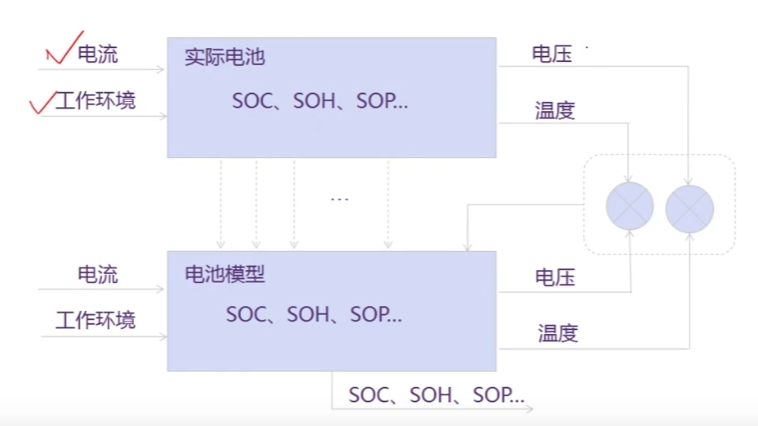 电流
实际电池
电压
工作环境
SOC、SOH、SOP...
温度
...
电流
电池模型
电压
工作环境
SOC、SOH、SOP...
温度
SOC、SOH、SOP...